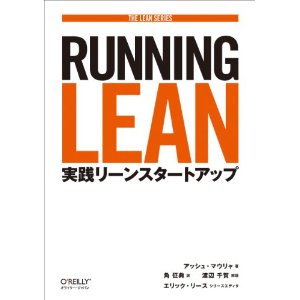 THE LEAN SERIES
RUNNING
LEAN
実践リーンスタートアップ
アッシュ・マウリャ 著
角 征典 訳 渡辺 千賀 解説
エリック・リース シリーズエディタ
O'REILLY®
オライリー・ジャパン